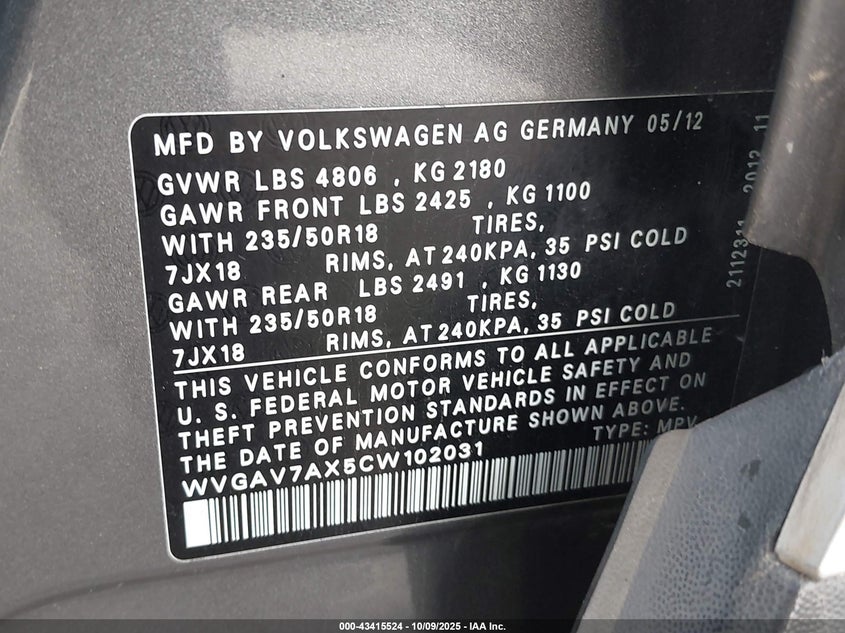 MFD BY VOLKSWAGEN AG GERMANY 05/12
GVWR LBS 4806 , KG 2180
GAWR FRONT LBS 2425 , KG 1100
WITH 235/50R18 TIRES,
7JX18 RIMS, AT 240KPA, 35 PSI COLD
GAWR REAR LBS 2491 , KG 1130
WITH 235/50R18 TIRES,
7JX18 RIMS, AT 240KPA, 35 PSI COLD
THIS VEHICLE CONFORMS TO ALL APPLICABLE
U. S. FEDERAL MOTOR VEHICLE SAFETY AND
THEFT PREVENTION STANDARDS IN EFFECT ON
THE DATE OF MANUFACTURE SHOWN ABOVE.
TYPE: MPV
WVGAV7AX5CW102031
2112311 2012 11
000-43415524 - 10/09/2025 - IAA Inc.